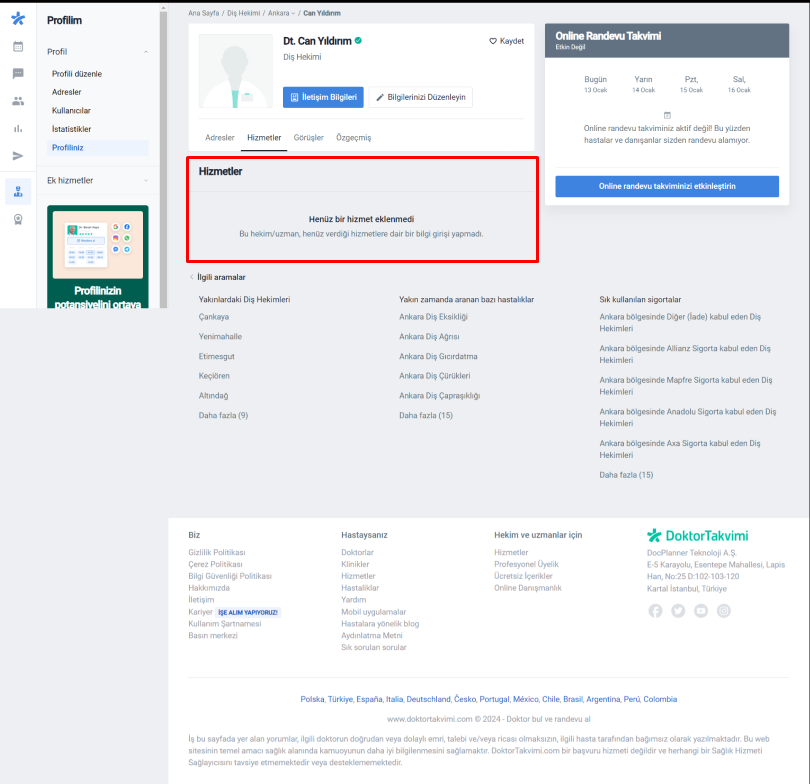 Profilim
Profil
Profili düzenle
Adresler
Kullanıcılar
İstatistikler
Profiliniz
Ek hizmetler
Profilinizin
potansiyelini ortaya
Ana Sayfa / Diş Hekimi / Ankara / Can Yıldırım
Dt. Can Yıldırım
Kaydet
Diş Hekimi
İletişim Bilgileri
Bilgilerinizi Düzenleyin
Adresler Hizmetler Görüşler Özgeçmiş
Hizmetler
Henüz bir hizmet eklenmedi
Bu hekim/uzman, henüz verdiği hizmetlere dair bir bilgi girişi yapmadı.
Online Randevu Takvimi
Etkin Değil
Bugün Yarın Pzt, Sal,
13 Ocak 14 Ocak 15 Ocak 16 Ocak
Online randevu takviminiz aktif değil! Bu yüzden
hastalar ve danışanlar sizden randevu alamıyor.
Online randevu takviminizi etkinleştirin
İlgili aramalar
Yakınlardaki Diş Hekimleri
Çankaya
Yenimahalle
Etimesgut
Keçiören
Altındağ
Daha fazla (9)
Yakın zamanda aranan bazı hastalıklar
Ankara Diş Eksikliği
Ankara Diş Ağrısı
Ankara Diş Gıcırdatma
Ankara Diş Çürükleri
Ankara Diş Çapraşıklığı
Daha fazla (15)
Sık kullanılan sigortalar
Ankara bölgesinde Diğer (İade) kabul eden Diş
Hekimleri
Ankara bölgesinde Allianz Sigorta kabul eden Diş
Hekimleri
Ankara bölgesinde Mapfre Sigorta kabul eden Diş
Hekimleri
Ankara bölgesinde Anadolu Sigorta kabul eden Diş
Hekimleri
Ankara bölgesinde Axa Sigorta kabul eden Diş
Hekimleri
Daha fazla (15)
Biz
Gizlilik Politikası
Çerez Politikası
Bilgi Güvenliği Politikası
Hakkımızda
İletişim
Kariyer İŞE ALIM YAPIYORUZ!
Kullanım Şartnamesi
Basın merkezi
Hastaysanız
Doktorlar
Klinikler
Hizmetler
Hastalıklar
Yardım
Mobil uygulamalar
Hastalara yönelik blog
Aydınlatma Metni
Sık sorulan sorular
Hekim ve uzmanlar için
Hizmetler
Profesyonel Üyelik
Ücretsiz İçerikler
Online Danışmanlık
DoktorTakvimi
DocPlanner Teknoloji A.Ş.
E-5 Karayolu, Esentepe Mahallesi, Lapis
Han, No:25 D:102-103-120
Kartal İstanbul, Türkiye
Polska, Türkiye, España, Italia, Deutschland, Česko, Portugal, México, Chile, Brasil, Argentina, Perú, Colombia
www.doktortakvimi.com © 2024 - Doktor bul ve randevu al
İş bu sayfada yer alan yorumlar, ilgili doktorun doğrudan veya dolaylı emri, talebi ve/veya ricası olmaksızın, ilgili hasta tarafından bağımsız olarak yazılmaktadır. Bu web
sitesinin temel amacı sağlık alanında kamuoyunun daha iyi bilgilenmesini sağlamaktır. DoktorTakvimi.com bir başvuru hizmeti değildir ve herhangi bir Sağlık Hizmeti
Sağlayıcısını tavsiye etmemektedir veya desteklememektedir.